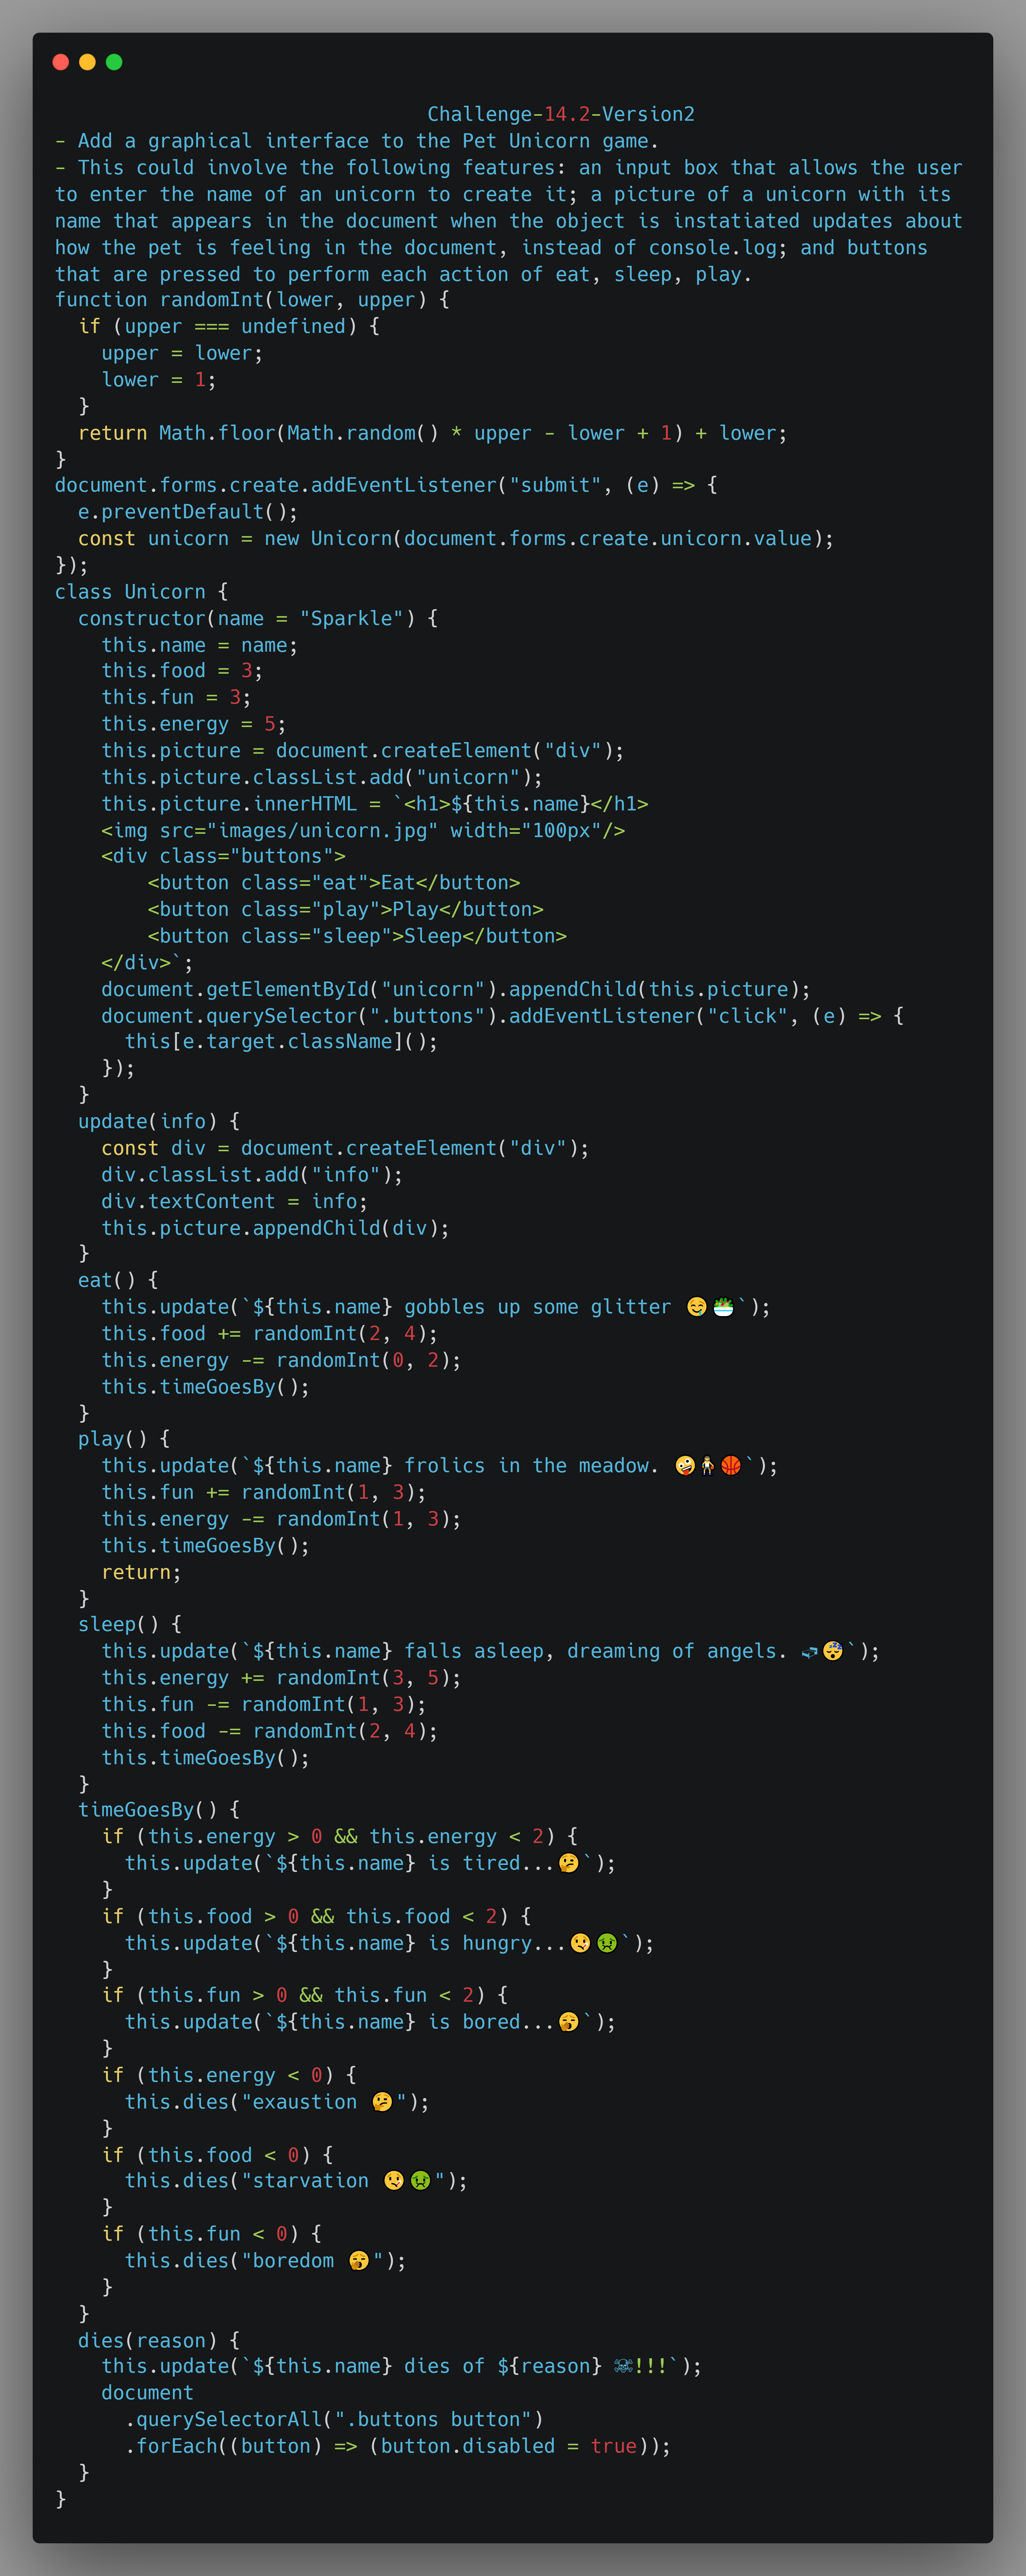 Challenge-14.2-Version2
- Add a graphical interface to the Pet Unicorn game.
- This could involve the following features: an input box that allows the user
to enter the name of an unicorn to create it; a picture of a unicorn with its
name that appears in the document when the object is instatiated updates about
how the pet is feeling in the document, instead of console.log; and buttons
that are pressed to perform each action of eat, sleep, play.
function randomInt(lower, upper) {
  if (upper === undefined) {
    upper = lower;
    lower = 1;
  }
  return Math.floor(Math.random() * upper - lower + 1) + lower;
}
document.forms.create.addEventListener("submit", (e) => {
  e.preventDefault();
  const unicorn = new Unicorn(document.forms.create.unicorn.value);
});
class Unicorn {
  constructor(name = "Sparkle") {
    this.name = name;
    this.food = 3;
    this.fun = 3;
    this.energy = 5;
    this.picture = document.createElement("div");
    this.picture.classList.add("unicorn");
    this.picture.innerHTML = `<h1>${this.name}</h1>
    <img src="images/unicorn.jpg" width="100px"/>
    <div class="buttons">
        <button class="eat">Eat</button>
        <button class="play">Play</button>
        <button class="sleep">Sleep</button>
    </div>`;
    document.getElementById("unicorn").appendChild(this.picture);
    document.querySelector(".buttons").addEventListener("click", (e) => {
      this[e.target.className]();
    });
  }
  update(info) {
    const div = document.createElement("div");
    div.classList.add("info");
    div.textContent = info;
    this.picture.appendChild(div);
  }
  eat() {
    this.update(`${this.name} gobbles up some glitter 🤤🥗`);
    this.food += randomInt(2, 4);
    this.energy -= randomInt(0, 2);
    this.timeGoesBy();
  }
  play() {
    this.update(`${this.name} frolics in the meadow. 🤪⛹🏀`);
    this.fun += randomInt(1, 3);
    this.energy -= randomInt(1, 3);
    this.timeGoesBy();
    return;
  }
  sleep() {
    this.update(`${this.name} falls asleep, dreaming of angels. 🛏😴`);
    this.energy += randomInt(3, 5);
    this.fun -= randomInt(1, 3);
    this.food -= randomInt(2, 4);
    this.timeGoesBy();
  }
  timeGoesBy() {
    if (this.energy > 0 && this.energy < 2) {
      this.update(`${this.name} is tired...🤔`);
    }
    if (this.food > 0 && this.food < 2) {
      this.update(`${this.name} is hungry...🤒🤢`);
    }
    if (this.fun > 0 && this.fun < 2) {
      this.update(`${this.name} is bored...🥱`);
    }
    if (this.energy < 0) {
      this.dies("exaustion 🤔");
    }
    if (this.food < 0) {
      this.dies("starvation 🤒🤢");
    }
    if (this.fun < 0) {
      this.dies("boredom 🥱");
    }
  }
  dies(reason) {
    this.update(`${this.name} dies of ${reason} ☠!!!`);
    document
      .querySelectorAll(".buttons button")
      .forEach((button) => (button.disabled = true));
  }
}